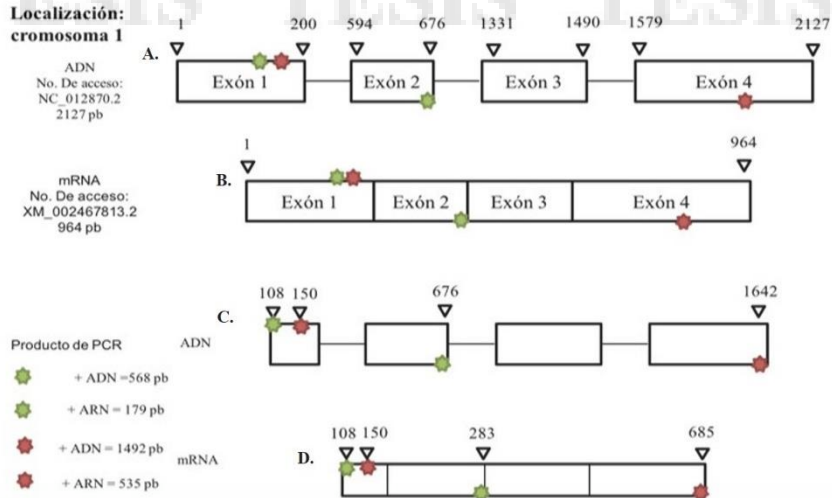 TESIS TESIS TESIS
Localización:
cromosoma 1
1 200 594 676 1331 1490 1579 2127
A.
ADN
No. De acceso:
NC_012870.2
2127 pb
Exón 1 Exón 2 Exón 3 Exón 4
1 964
B.
mRNA
No. De acceso:
XM_002467813.2
964 pb
Exón 1 Exón 2 Exón 3 Exón 4
108 150 676 1642
C.
ADN
Producto de PCR
+ ADN =568 pb
+ ARN = 179 pb
+ ADN = 1492 pb
+ ARN = 535 pb
108 150 283 685
mRNA D.